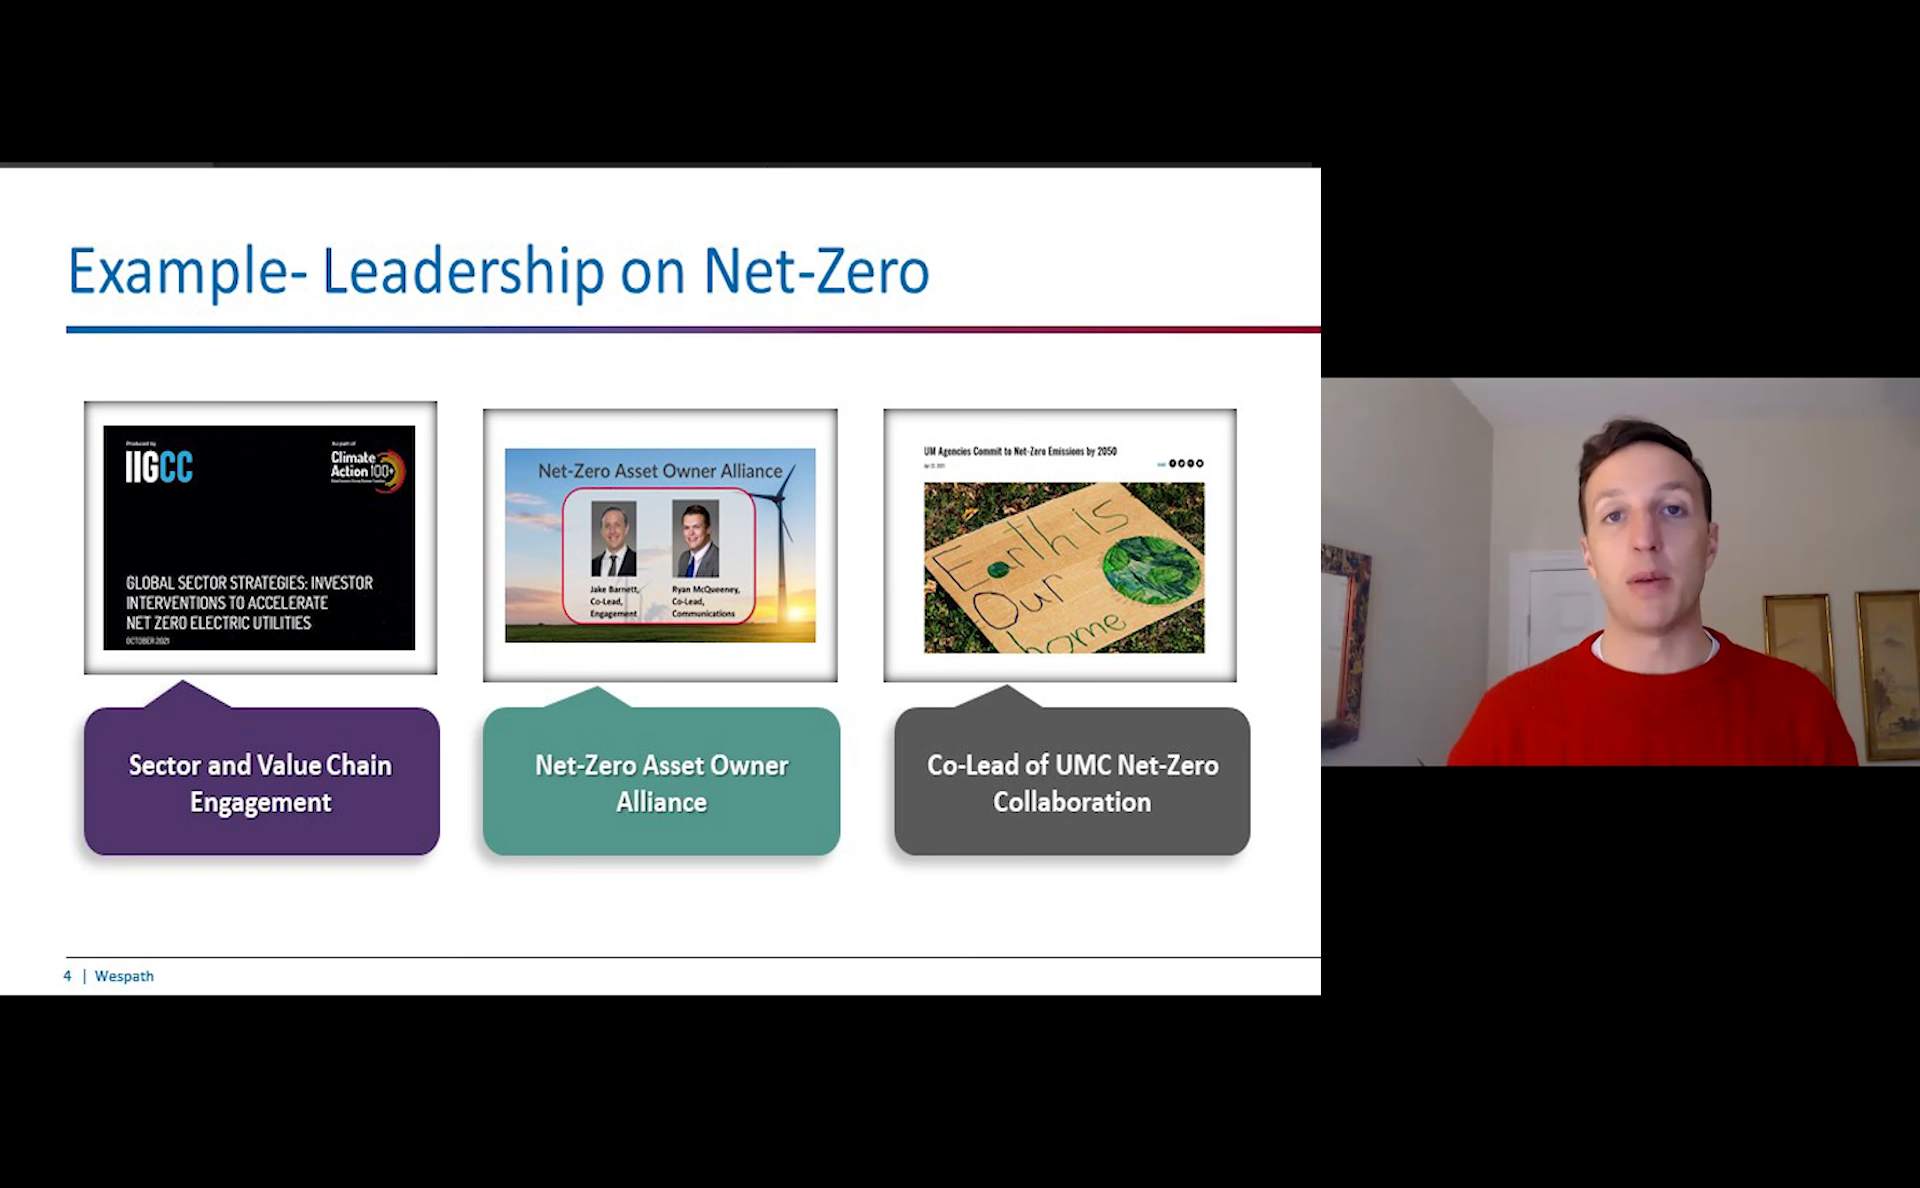 Example- Leadership on Net-Zero
Produced by
IIGCC
As part of
Climate
Action 100+
GLOBAL SECTOR STRATEGIES: INVESTOR
INTERVENTIONS TO ACCELERATE
NET ZERO ELECTRIC UTILITIES
OCTOBER 2021
Net-Zero Asset Owner Alliance
Jake Barnett,
Co-Lead,
Engagement
Ryan McQueeney,
Co-Lead,
Communications
UM Agencies Commit to Net-Zero Emissions by 2050
Earth is
Our
home
Sector and Value Chain
Engagement
Net-Zero Asset Owner
Alliance
Co-Lead of UMC Net-Zero
Collaboration
4 | Wespath